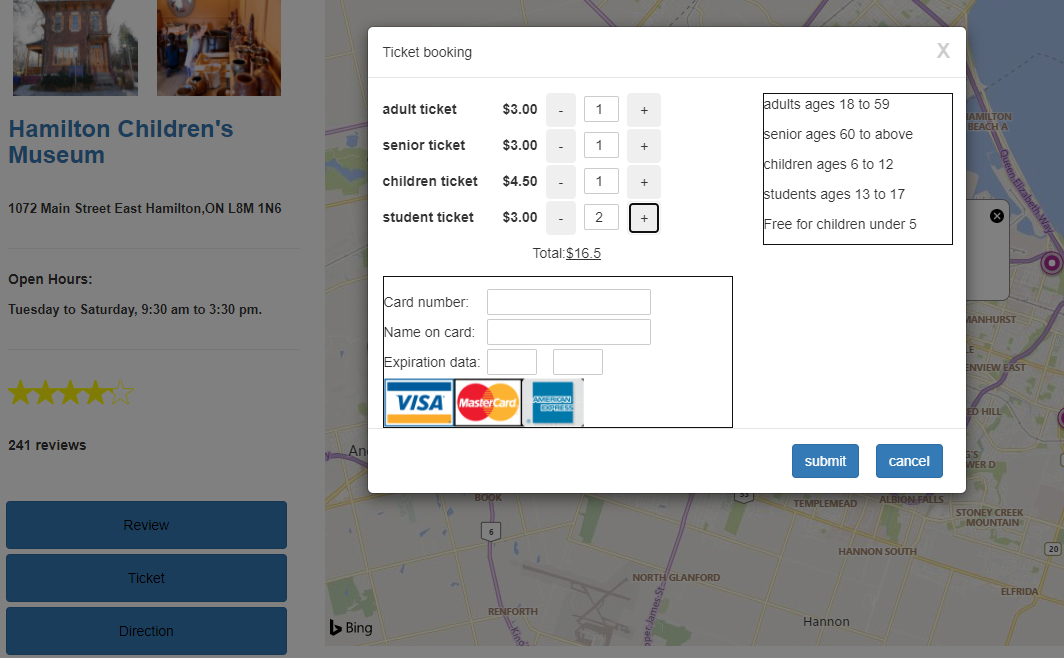 Hamilton Children's
Museum
1072 Main Street East Hamilton,ON L8M 1N6
Open Hours:
Tuesday to Saturday, 9:30 am to 3:30 pm.
241 reviews
Review
Ticket
Direction
Ticket booking
X
adult ticket $3.00 - 1 +
senior ticket $3.00 - 1 +
children ticket $4.50 - 1 +
student ticket $3.00 - 2 +
Total:$16.5
adults ages 18 to 59
senior ages 60 to above
children ages 6 to 12
students ages 13 to 17
Free for children under 5
Card number:
Name on card:
Expiration data:
VISA MasterCard AMERICAN EXPRESS
submit cancel
HAMILTON
BEACH A
Queen Elizabeth Way
MANHURST
ENVIEW EAST
ED HILL
BOOK
6
53
TEMPLEMEAD
ALBION FALLS
STONEY CREEK
MOUNTAIN
20
HANNON SOUTH
NORTH GLANFORD
ELFRIDA
RENFORTH
Hannon
Bing